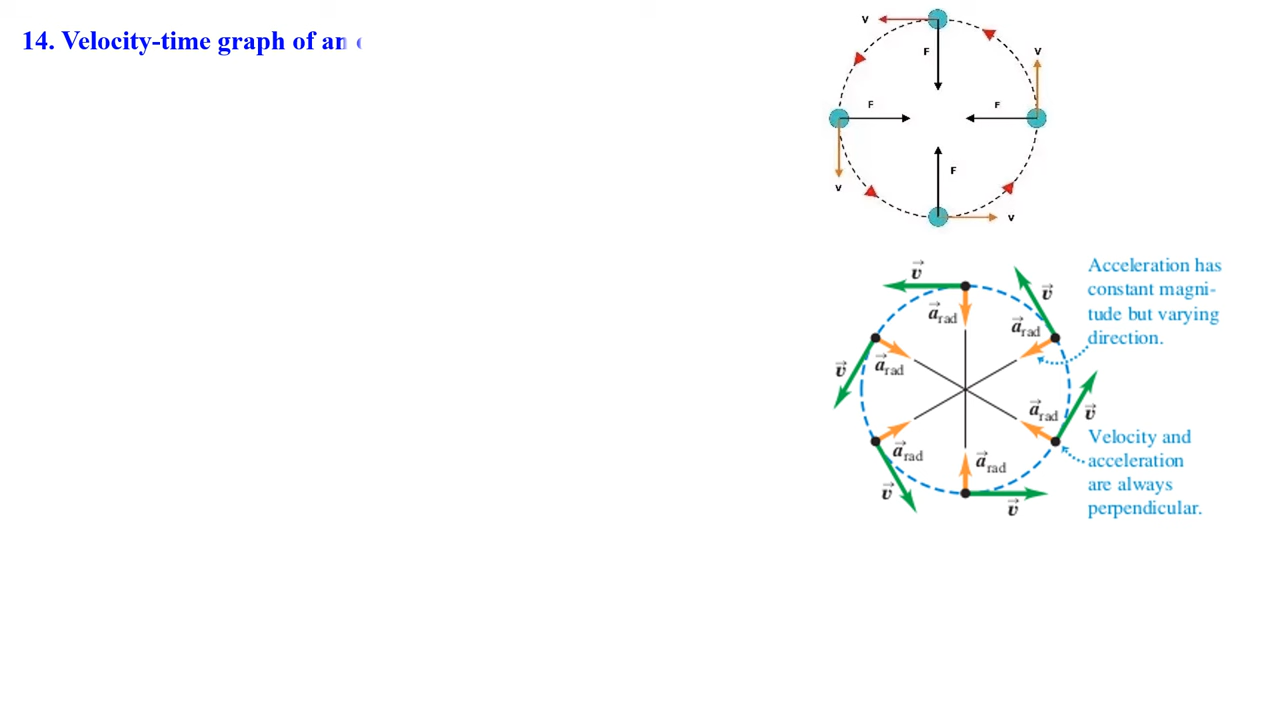 14. Velocity-time graph of an
v
F
v
F
F
v
F
v
v
a rad
v
a rad
Acceleration has
constant magni-
tude but varying
direction.
v
a rad
a rad
v
Velocity and
acceleration
are always
perpendicular.
a rad
v
a rad
v